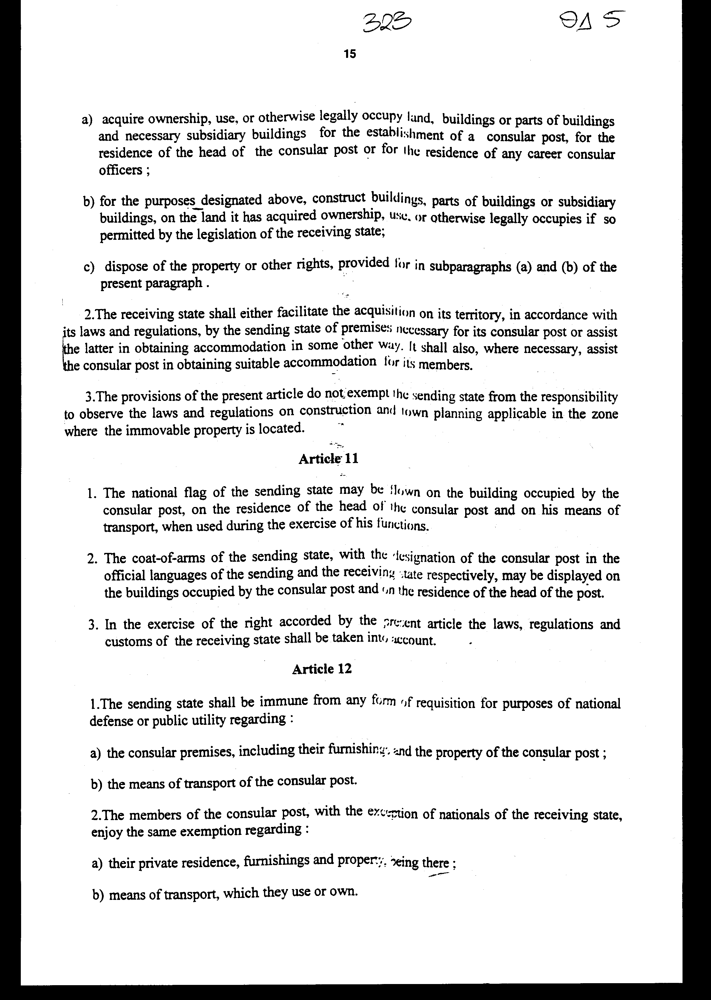 323
15
a) acquire ownership, use, or otherwise legally occupy land, buildings or parts of buildings
and necessary subsidiary buildings for the establishment of a consular post, for the
residence of the head of the consular post or for the residence of any career consular
officers ;
b) for the purposes designated above, construct buildings, parts of buildings or subsidiary
buildings, on the land it has acquired ownership, use, or otherwise legally occupies if so
permitted by the legislation of the receiving state;
c) dispose of the property or other rights, provided for in subparagraphs (a) and (b) of the
present paragraph .
2.The receiving state shall either facilitate the acquisition on its territory, in accordance with
its laws and regulations, by the sending state of premises necessary for its consular post or assist
the latter in obtaining accommodation in some other way. It shall also, where necessary, assist
the consular post in obtaining suitable accommodation for its members.
3.The provisions of the present article do not exempt the sending state from the responsibility
to observe the laws and regulations on construction and town planning applicable in the zone
where the immovable property is located.
Article 11
1. The national flag of the sending state may be flown on the building occupied by the
consular post, on the residence of the head of the consular post and on his means of
transport, when used during the exercise of his functions.
2. The coat-of-arms of the sending state, with the designation of the consular post in the
official languages of the sending and the receiving state respectively, may be displayed on
the buildings occupied by the consular post and on the residence of the head of the post.
3. In the exercise of the right accorded by the present article the laws, regulations and
customs of the receiving state shall be taken into account.
Article 12
1.The sending state shall be immune from any form of requisition for purposes of national
defense or public utility regarding :
a) the consular premises, including their furnishings and the property of the consular post ;
b) the means of transport of the consular post.
2.The members of the consular post, with the exception of nationals of the receiving state,
enjoy the same exemption regarding :
a) their private residence, furnishings and property, being there ;
b) means of transport, which they use or own.